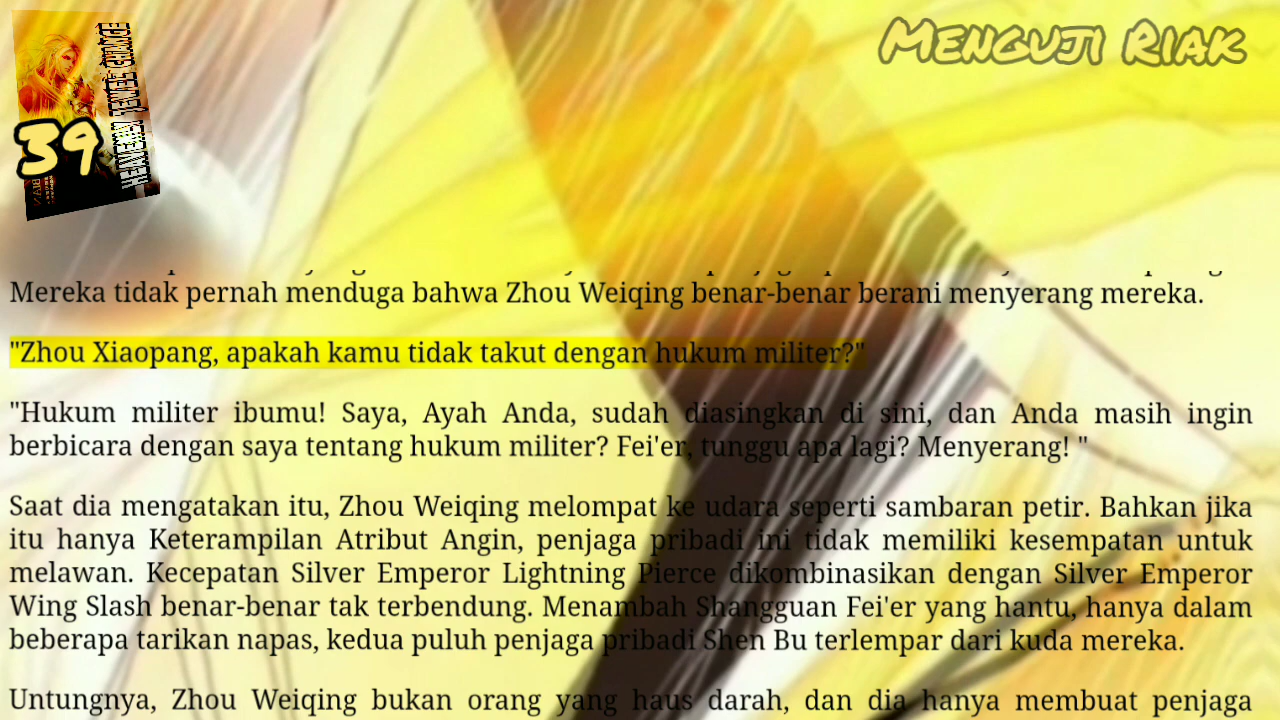 Menguji Riak
HEAVENLY JEWEL CHANGE
39
Mereka tidak pernah menduga bahwa Zhou Weiqing benar-benar berani menyerang mereka.
"Zhou Xiaopang, apakah kamu tidak takut dengan hukum militer?"
"Hukum militer ibumu! Saya, Ayah Anda, sudah diasingkan di sini, dan Anda masih ingin
berbicara dengan saya tentang hukum militer? Fei'er, tunggu apa lagi? Menyerang! "
Saat dia mengatakan itu, Zhou Weiqing melompat ke udara seperti sambaran petir. Bahkan jika
itu hanya Keterampilan Atribut Angin, penjaga pribadi ini tidak memiliki kesempatan untuk
melawan. Kecepatan Silver Emperor Lightning Pierce dikombinasikan dengan Silver Emperor
Wing Slash benar-benar tak terbendung. Menambah Shangguan Fei'er yang hantu, hanya dalam
beberapa tarikan napas, kedua puluh penjaga pribadi Shen Bu terlempar dari kuda mereka.
Untungnya, Zhou Weiqing bukan orang yang haus darah, dan dia hanya membuat penjaga